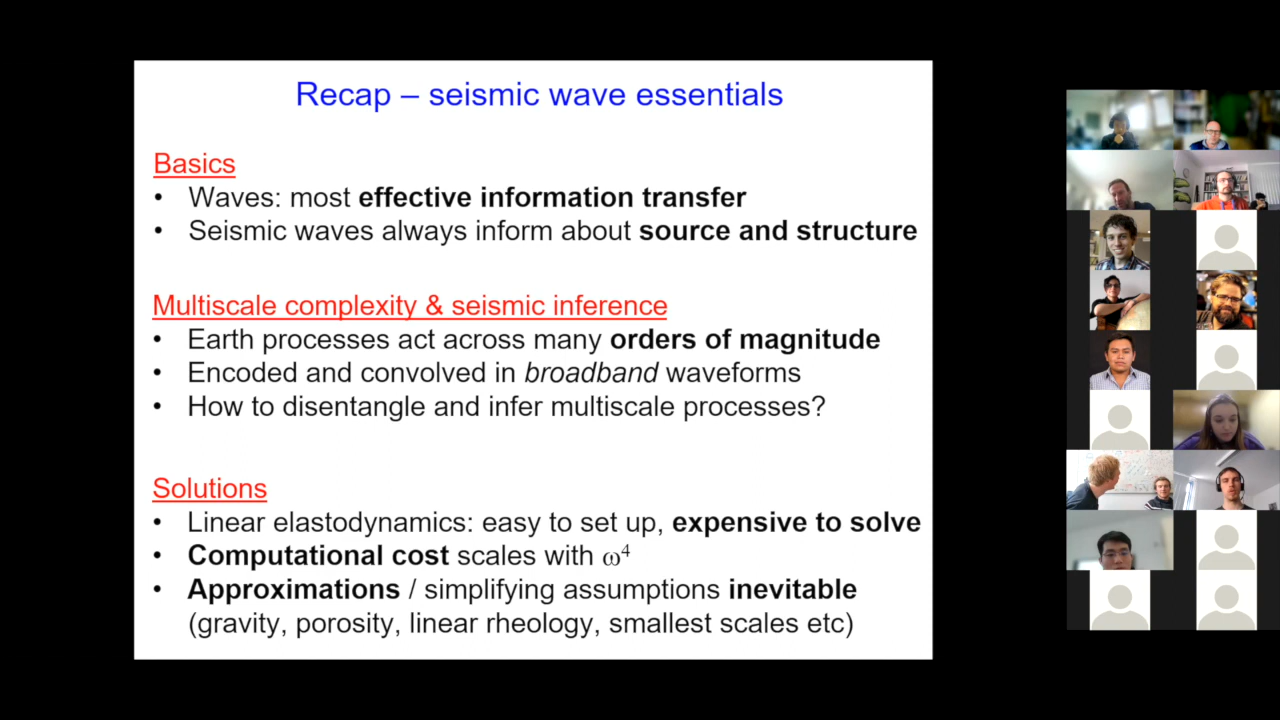 Recap – seismic wave essentials
Basics
• Waves: most effective information transfer
• Seismic waves always inform about source and structure
Multiscale complexity & seismic inference
• Earth processes act across many orders of magnitude
• Encoded and convolved in broadband waveforms
• How to disentangle and infer multiscale processes?
Solutions
• Linear elastodynamics: easy to set up, expensive to solve
• Computational cost scales with ω⁴
• Approximations / simplifying assumptions inevitable
(gravity, porosity, linear rheology, smallest scales etc)